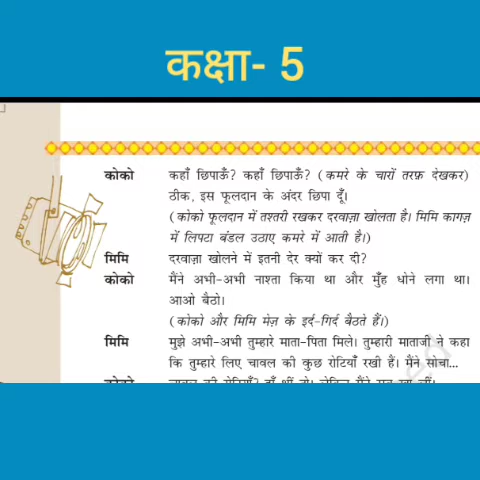 कक्षा- 5
कोको कहाँ छिपाऊँ? कहाँ छिपाऊँ? (कमरे के चारों तरफ़ देखकर)
ठीक, इस फूलदान के अंदर छिपा दूँ।
(कोको फूलदान में तश्तरी रखकर दरवाज़ा खोलता है। मिमि कागज़
में लिपटा बंडल उठाए कमरे में आती है।)
मिमि दरवाज़ा खोलने में इतनी देर क्यों कर दी?
कोको मैंने अभी-अभी नाश्ता किया था और मुँह धोने लगा था।
आओ बैठो।
(कोको और मिमि मेज़ के इर्द-गिर्द बैठते हैं।)
मिमि मुझे अभी-अभी तुम्हारे माता-पिता मिले। तुम्हारी माताजी ने कहा
कि तुम्हारे लिए चावल की कुछ रोटियाँ रखी हैं। मैंने सोचा...